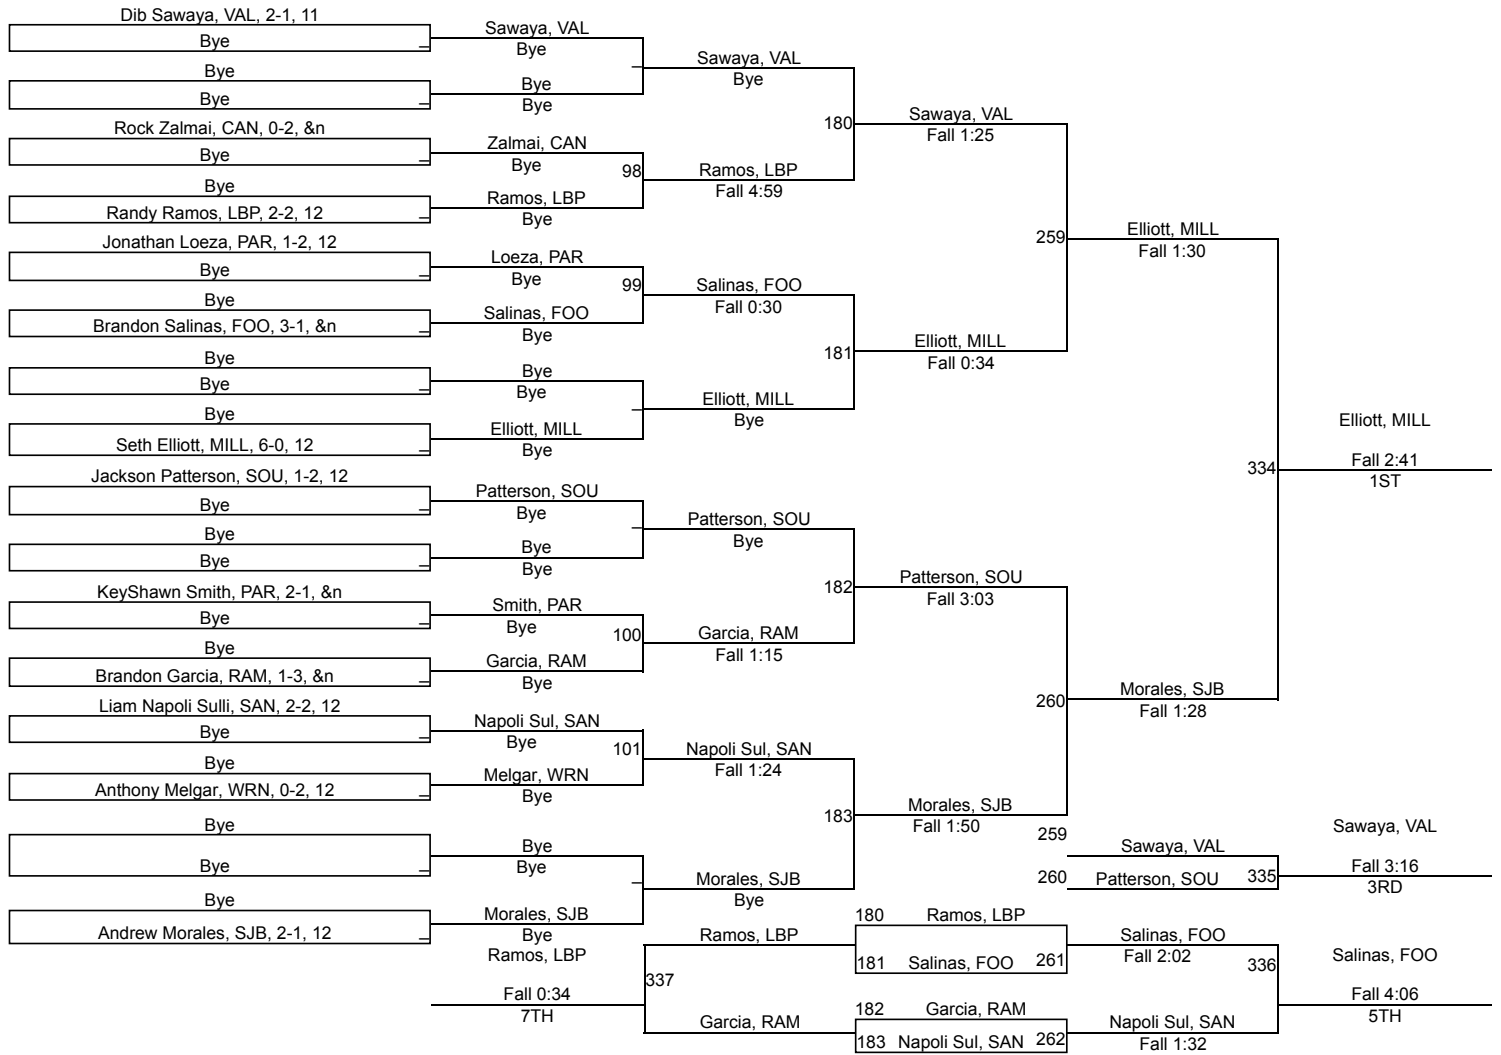 Dib Sawaya, VAL, 2-1, 11
Bye
Bye
Bye
Rock Zalmai, CAN, 0-2, &n
Bye
Bye
Randy Ramos, LBP, 2-2, 12
Jonathan Loeza, PAR, 1-2, 12
Bye
Bye
Brandon Salinas, FOO, 3-1, &n
Bye
Bye
Bye
Seth Elliott, MILL, 6-0, 12
Jackson Patterson, SOU, 1-2, 12
Bye
Bye
Bye
KeyShawn Smith, PAR, 2-1, &n
Bye
Bye
Brandon Garcia, RAM, 1-3, &n
Liam Napoli Sulli, SAN, 2-2, 12
Bye
Bye
Anthony Melgar, WRN, 0-2, 12
Bye
Bye
Bye
Andrew Morales, SJB, 2-1, 12
Sawaya, VAL
Bye
Bye
Bye
Zalmai, CAN
Bye
98
Ramos, LBP
Bye
Loeza, PAR
Bye
99
Salinas, FOO
Bye
Bye
Bye
Elliott, MILL
Bye
Patterson, SOU
Bye
Bye
Bye
Smith, PAR
Bye
100
Garcia, RAM
Bye
Napoli Sul, SAN
Bye
101
Melgar, WRN
Bye
Bye
Bye
Morales, SJB
Bye
Sawaya, VAL
Bye
180
Ramos, LBP
Fall 4:59
Salinas, FOO
Fall 0:30
181
Elliott, MILL
Bye
Patterson, SOU
Bye
182
Garcia, RAM
Fall 1:15
Napoli Sul, SAN
Fall 1:24
183
Morales, SJB
Bye
Sawaya, VAL
Fall 1:25
259
Elliott, MILL
Fall 0:34
Patterson, SOU
Fall 3:03
260
Morales, SJB
Fall 1:50
Elliott, MILL
Fall 1:30
334
Morales, SJB
Fall 1:28
Elliott, MILL
Fall 2:41
1ST
259
Sawaya, VAL
260
Patterson, SOU
335
Sawaya, VAL
Fall 3:16
3RD
Ramos, LBP
Fall 0:34
7TH
337
Ramos, LBP
Garcia, RAM
180
Ramos, LBP
181
Salinas, FOO
261
182
Garcia, RAM
183
Napoli Sul, SAN
262
Salinas, FOO
Fall 2:02
336
Napoli Sul, SAN
Fall 1:32
Salinas, FOO
Fall 4:06
5TH